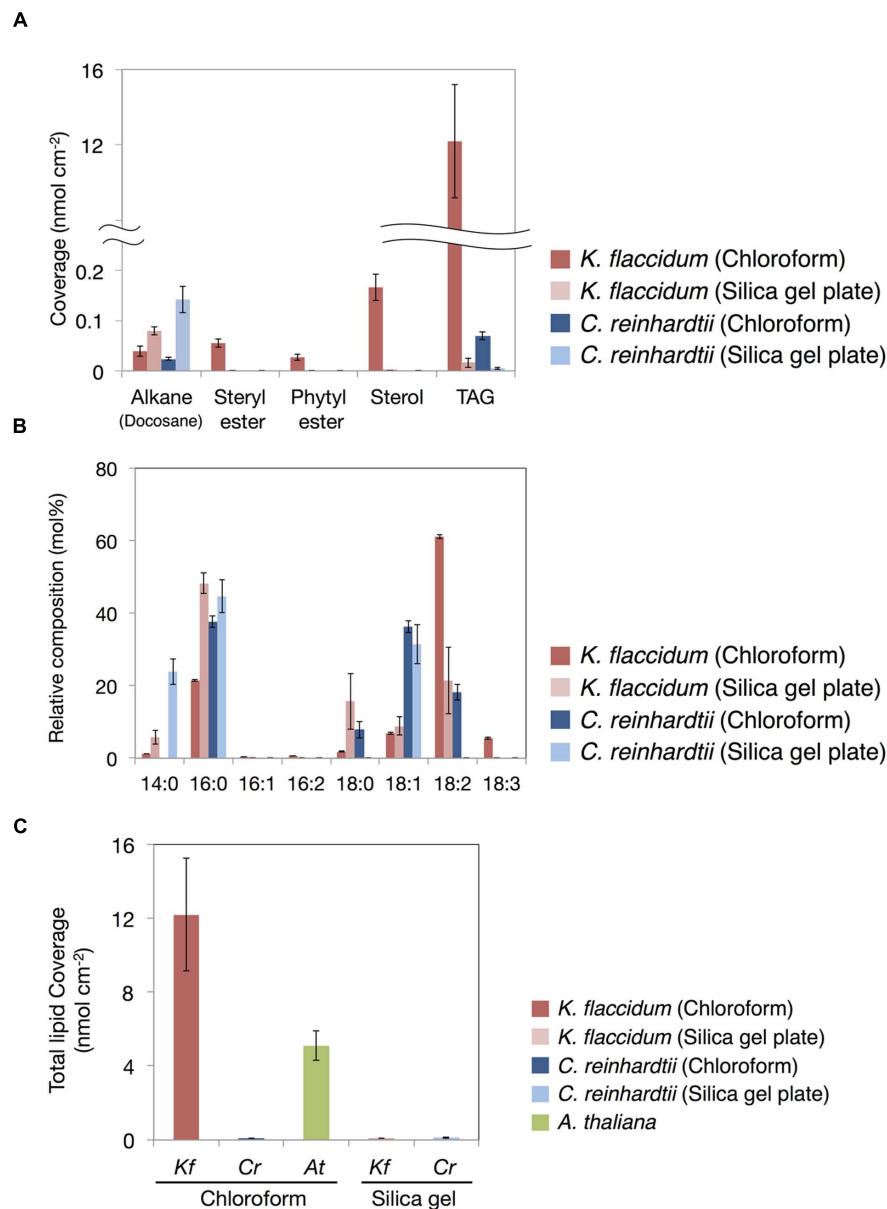 A
16
12
0.2
0.1
0
Coverage (nmol cm-2)
Alkane
(Docosane)
Steryl
ester
Phytyl
ester
Sterol
TAG
K. flaccidum (Chloroform)
K. flaccidum (Silica gel plate)
C. reinhardtii (Chloroform)
C. reinhardtii (Silica gel plate)
B
80
60
40
20
0
Relative composition (mol%)
14:0 16:0 16:1 16:2 18:0 18:1 18:2 18:3
K. flaccidum (Chloroform)
K. flaccidum (Silica gel plate)
C. reinhardtii (Chloroform)
C. reinhardtii (Silica gel plate)
C
16
12
8
4
0
Total lipid Coverage
(nmol cm-2)
Kf Cr At Kf Cr
Chloroform Silica gel
K. flaccidum (Chloroform)
K. flaccidum (Silica gel plate)
C. reinhardtii (Chloroform)
C. reinhardtii (Silica gel plate)
A. thaliana